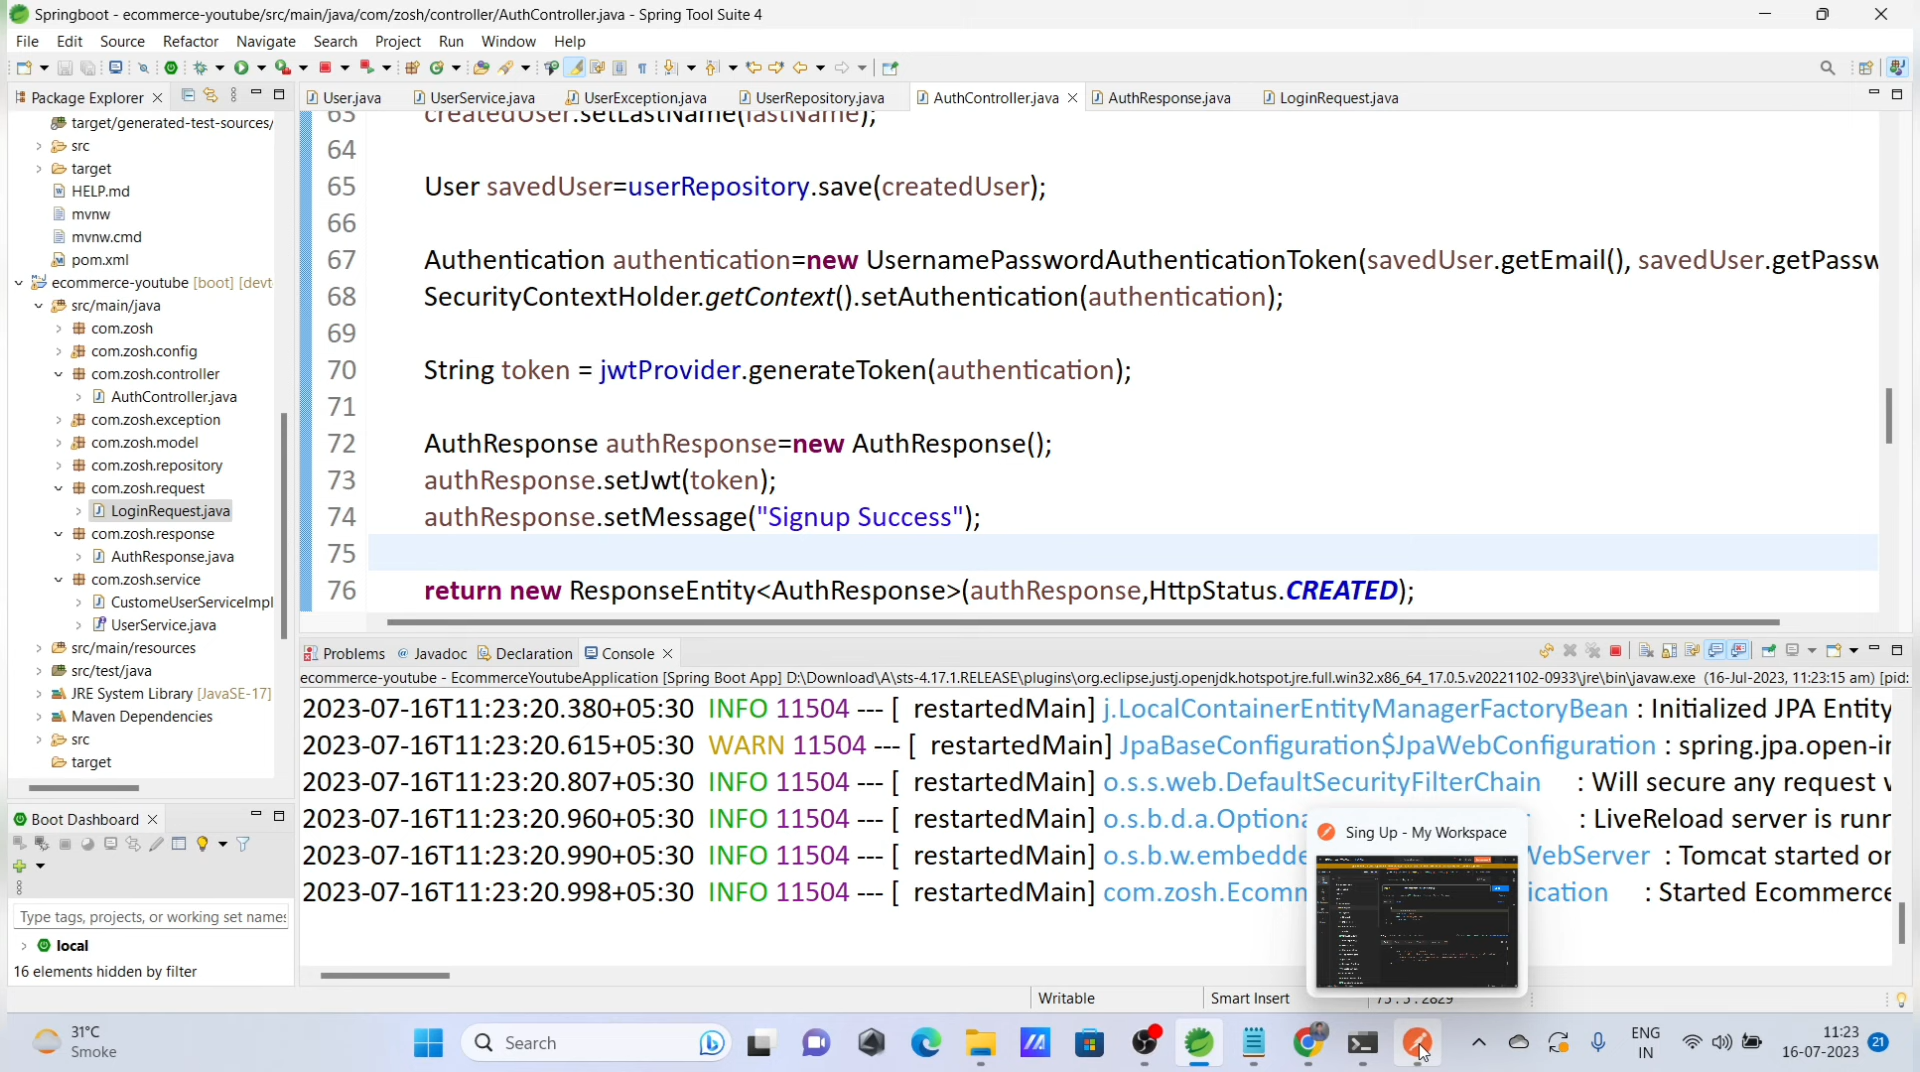 Springboot - ecommerce-youtube/src/main/java/com/zosh/controller/AuthController.java - Spring Tool Suite 4
File Edit Source Refactor Navigate Search Project Run Window Help
Package Explorer
User.java UserService.java UserException.java UserRepository.java AuthController.java AuthResponse.java LoginRequest.java
target/generated-test-sources/
src
target
HELP.md
mvnw
mvnw.cmd
pom.xml
ecommerce-youtube [boot] [devt
src/main/java
com.zosh
com.zosh.config
com.zosh.controller
AuthController.java
com.zosh.exception
com.zosh.model
com.zosh.repository
com.zosh.request
LoginRequest.java
com.zosh.response
AuthResponse.java
com.zosh.service
CustomeUserServiceImpl
UserService.java
src/main/resources
src/test/java
JRE System Library [JavaSE-17]
Maven Dependencies
src
target
63 createdUser.setLastName(lastName);
64
65 User savedUser=userRepository.save(createdUser);
66
67 Authentication authentication=new UsernamePasswordAuthenticationToken(savedUser.getEmail(), savedUser.getPassw
68 SecurityContextHolder.getContext().setAuthentication(authentication);
69
70 String token = jwtProvider.generateToken(authentication);
71
72 AuthResponse authResponse=new AuthResponse();
73 authResponse.setJwt(token);
74 authResponse.setMessage("Signup Success");
75
76 return new ResponseEntity<AuthResponse>(authResponse,HttpStatus.CREATED);
Problems Javadoc Declaration Console
ecommerce-youtube - EcommerceYoutubeApplication [Spring Boot App] D:\Download\A\sts-4.17.1.RELEASE\plugins\org.eclipse.justj.openjdk.hotspot.jre.full.win32.x86_64_17.0.5.v20221102-0933\jre\bin\javaw.exe (16-Jul-2023, 11:23:15 am) [pid:
2023-07-16T11:23:20.380+05:30 INFO 11504 --- [ restartedMain] j.LocalContainerEntityManagerFactoryBean : Initialized JPA Entity
2023-07-16T11:23:20.615+05:30 WARN 11504 --- [ restartedMain] JpaBaseConfiguration$JpaWebConfiguration : spring.jpa.open-in
2023-07-16T11:23:20.807+05:30 INFO 11504 --- [ restartedMain] o.s.s.web.DefaultSecurityFilterChain : Will secure any request w
2023-07-16T11:23:20.960+05:30 INFO 11504 --- [ restartedMain] o.s.b.d.a.Optiona : LiveReload server is runn
2023-07-16T11:23:20.990+05:30 INFO 11504 --- [ restartedMain] o.s.b.w.embedde VebServer : Tomcat started on
2023-07-16T11:23:20.998+05:30 INFO 11504 --- [ restartedMain] com.zosh.Ecomm ication : Started Ecommerce
Sing Up - My Workspace
Boot Dashboard
Type tags, projects, or working set names
local
16 elements hidden by filter
Writable Smart Insert 75 : 5 : 2829
31°C
Smoke
Search
ENG
IN
11:23
16-07-2023
21